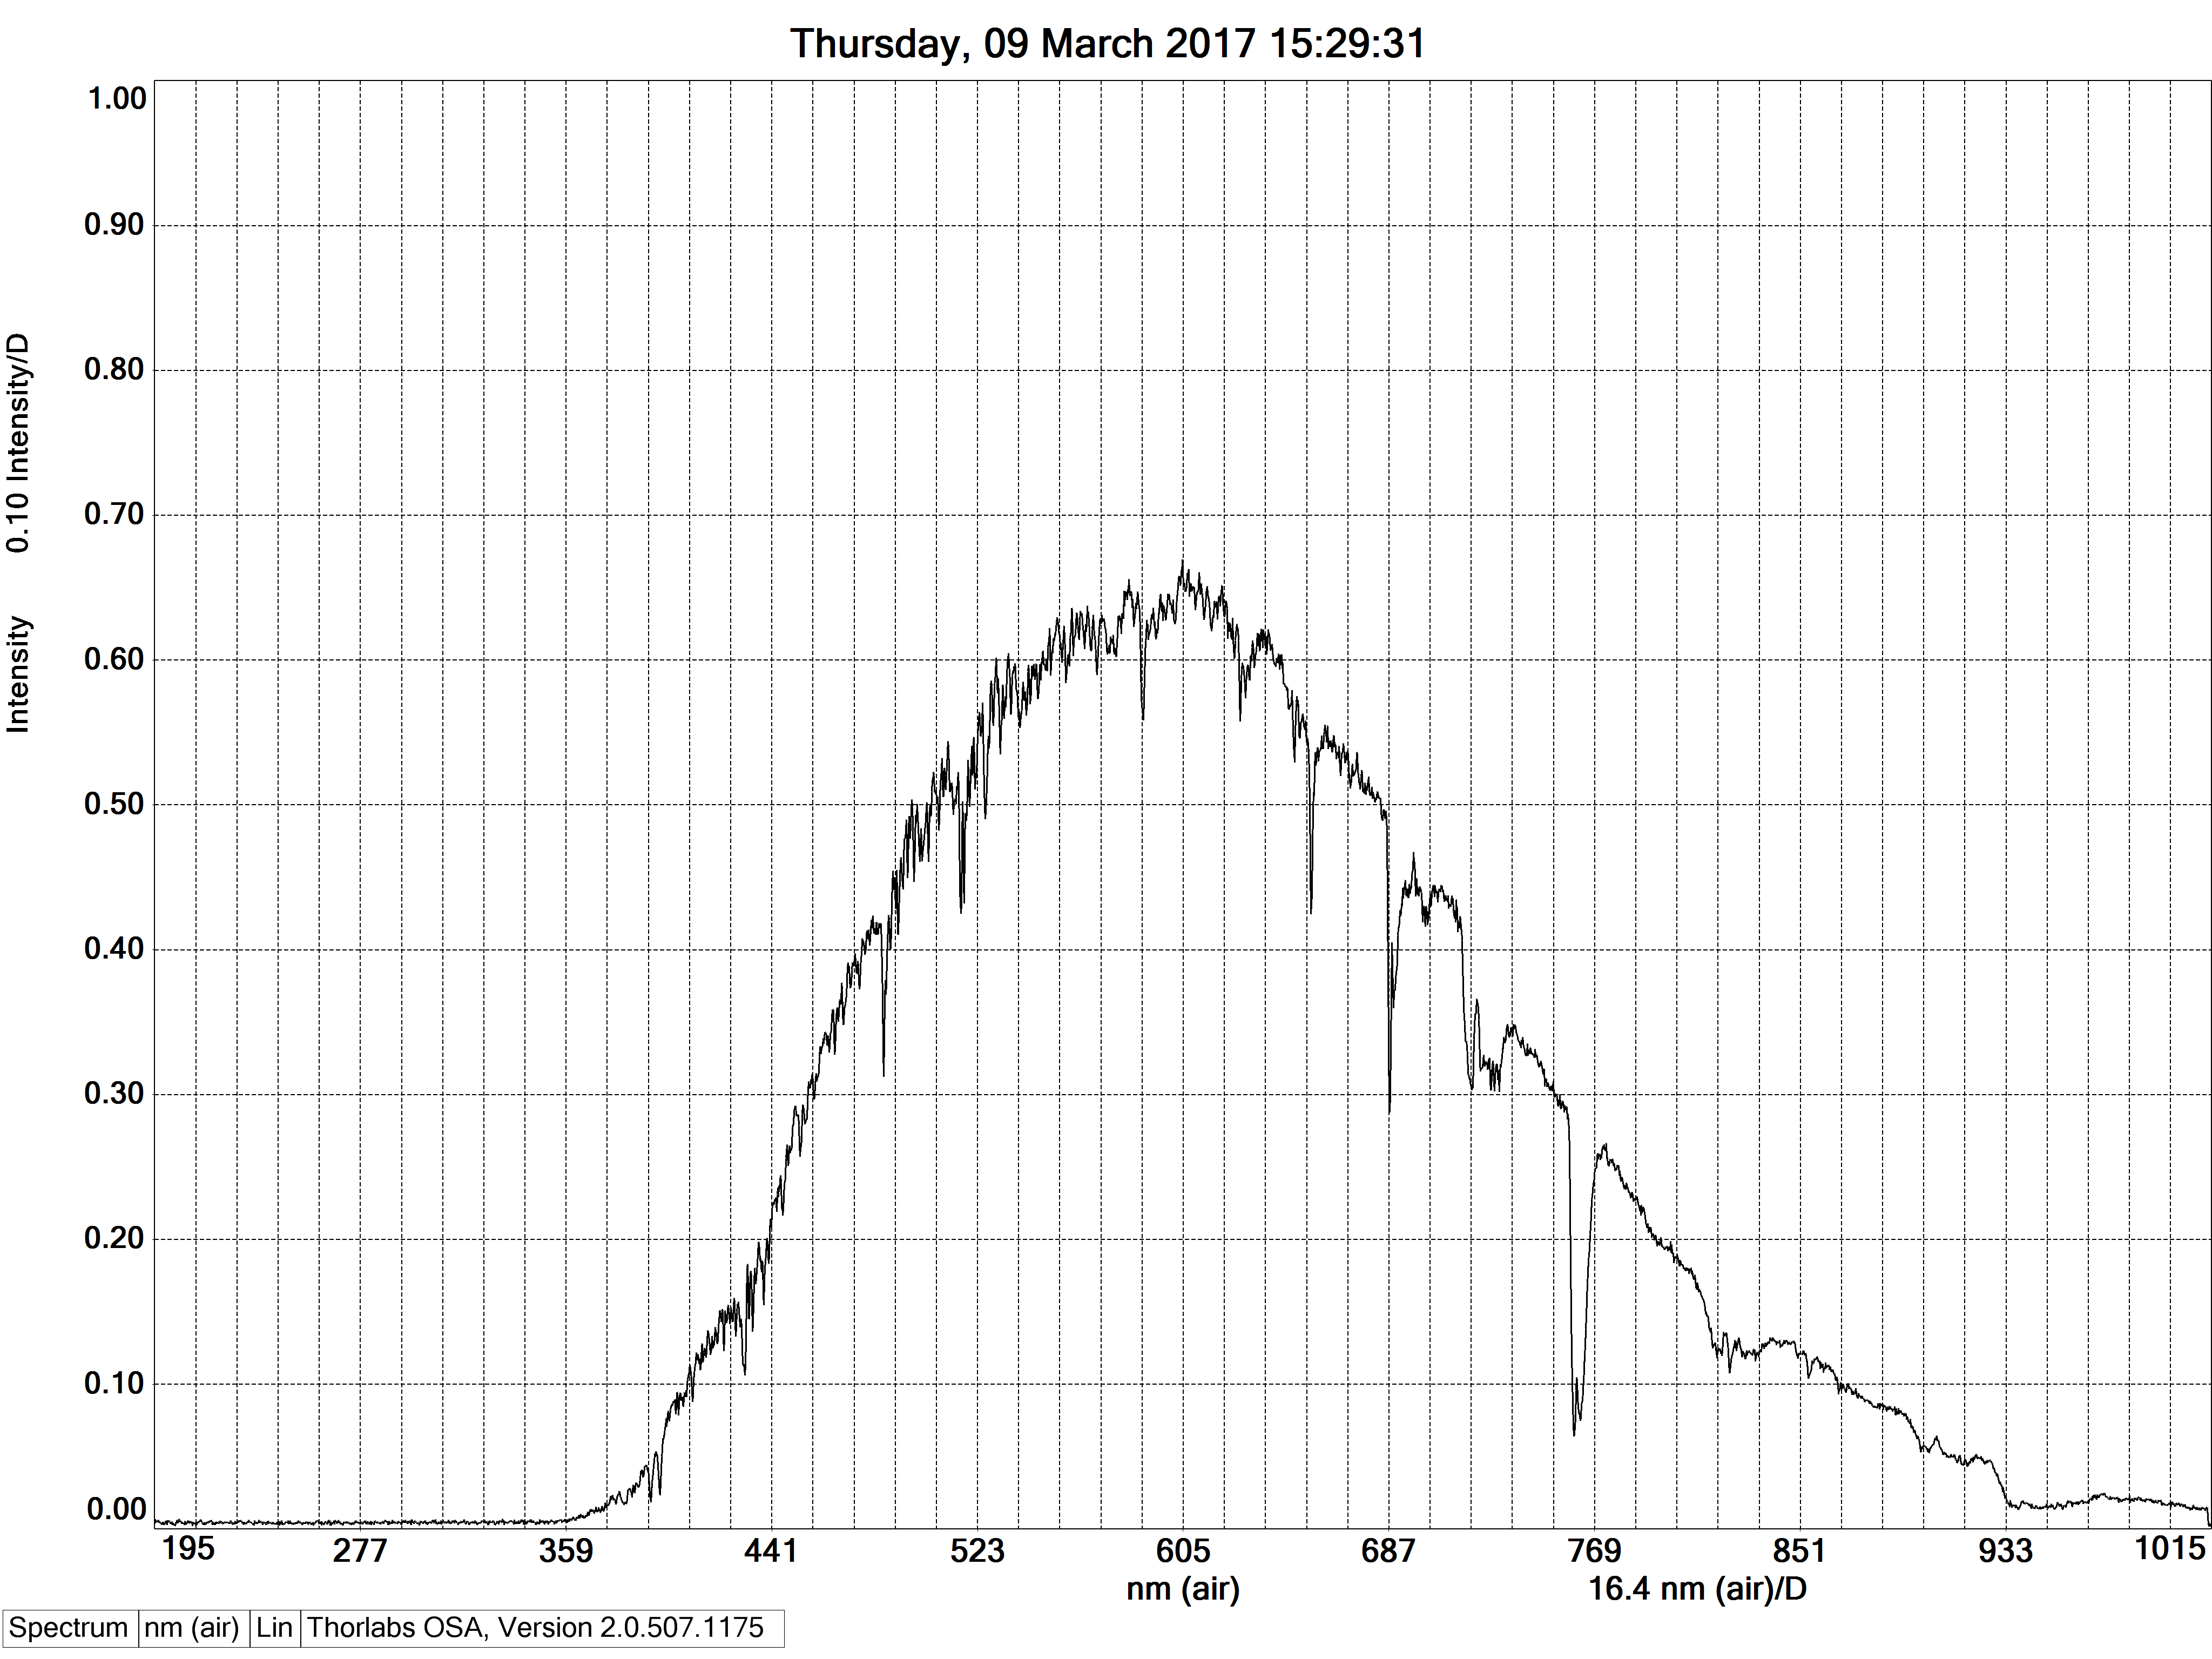 Thursday, 09 March 2017 15:29:31
1.00
0.90
0.80
0.70
0.60
0.50
0.40
0.30
0.20
0.10
0.00
Intensity 0.10 Intensity/D
195 277 359 441 523 605 687 769 851 933 1015
nm (air) 16.4 nm (air)/D
Spectrum nm (air) Lin Thorlabs OSA, Version 2.0.507.1175